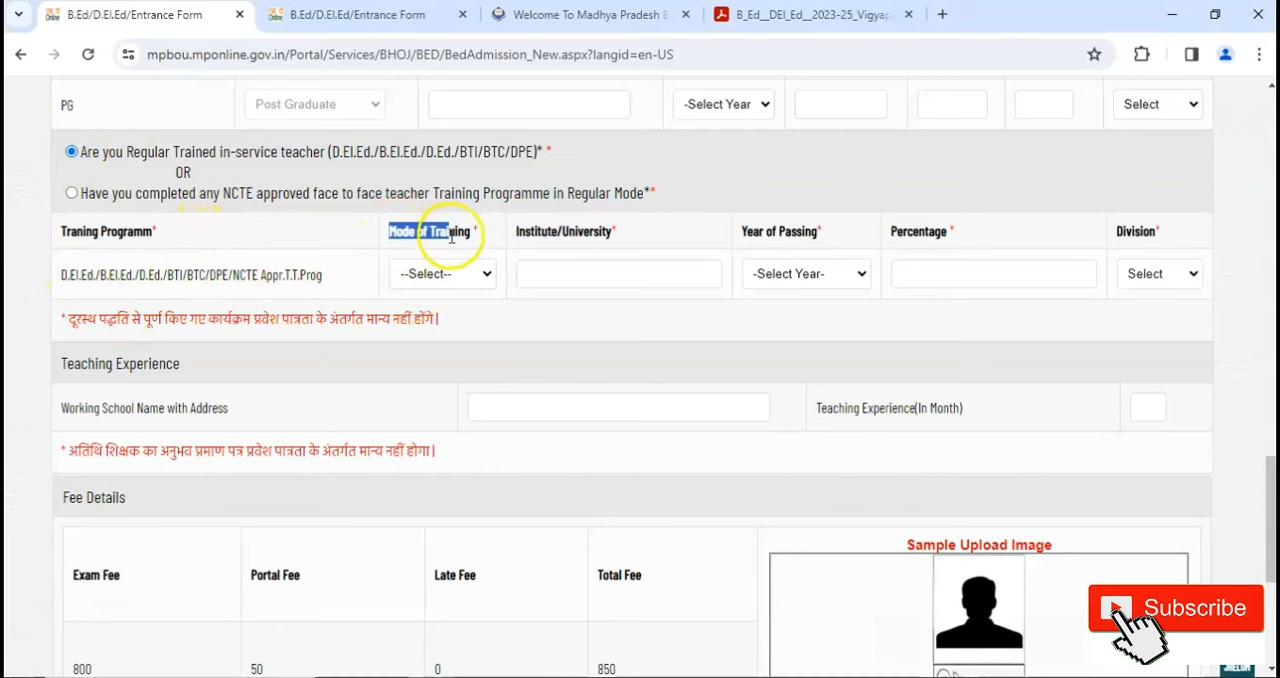 B.Ed/D.El.Ed/Entrance Form
B.Ed/D.El.Ed/Entrance Form
Welcome To Madhya Pradesh
B_Ed__DEl_Ed__2023-25_Vigyap
mpbou.mponline.gov.in/Portal/Services/BHOJ/BED/BedAdmission_New.aspx?langid=en-US
PG
Post Graduate
-Select Year
Select
Are you Regular Trained in-service teacher (D.El.Ed./B.El.Ed./D.Ed./BTI/BTC/DPE)* *
OR
Have you completed any NCTE approved face to face teacher Training Programme in Regular Mode**
Traning Programm*
Mode of Training *
Institute/University*
Year of Passing*
Percentage *
Division*
D.El.Ed./B.El.Ed./D.Ed./BTI/BTC/DPE/NCTE Appr.T.T.Prog
--Select--
-Select Year-
Select
* दूरस्थ पद्धति से पूर्ण किए गए कार्यक्रम प्रवेश पात्रता के अंतर्गत मान्य नहीं होंगे|
Teaching Experience
Working School Name with Address
Teaching Experience(In Month)
* अतिथि शिक्षक का अनुभव प्रमाण पत्र प्रवेश पात्रता के अंतर्गत मान्य नहीं होगा|
Fee Details
Sample Upload Image
Exam Fee
Portal Fee
Late Fee
Total Fee
Subscribe
800
50
0
850